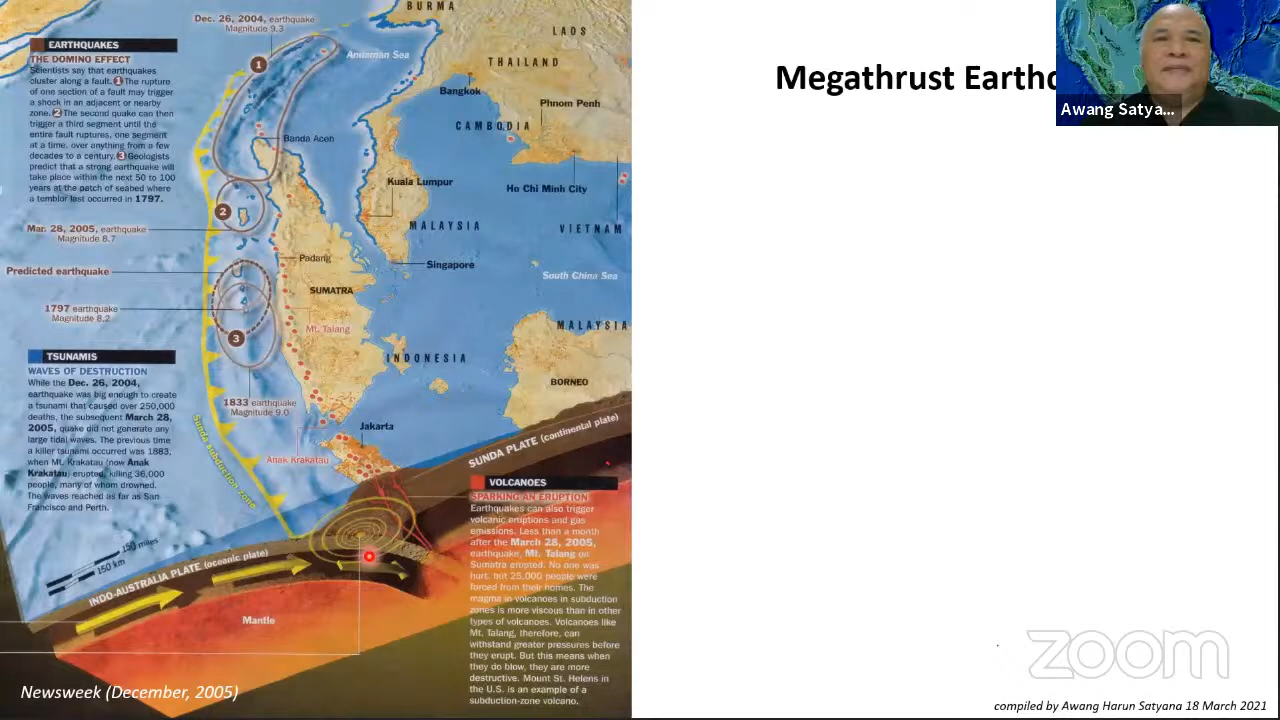 BURMA
Dec. 26, 2004, earthquake
Magnitude 9.3
LAOS
Andaman Sea
THAILAND
Bangkok
Phnom Penh
CAMBODIA
Banda Aceh
Kuala Lumpur
Ho Chi Minh City
MALAYSIA
VIETNAM
EARTHQUAKES
THE DOMINO EFFECT
Scientists say that earthquakes
cluster along a fault. 1 The rupture
of one section of a fault may trigger
a shock in an adjacent or nearby
zone. 2 The second quake can then
trigger a third segment until the
entire fault ruptures, one segment
at a time, over anything from a few
decades to a century. 3 Geologists
predict that a strong earthquake will
take place within the next 50 to 100
years at the patch of seabed where
a temblor last occurred in 1797.
1
2
3
Mar. 28, 2005, earthquake
Magnitude 8.7
Predicted earthquake
1797 earthquake
Magnitude 8.2
1833 earthquake
Magnitude 9.0
Padang
Singapore
South China Sea
SUMATRA
Mt. Talang
MALAYSIA
INDONESIA
BORNEO
Jakarta
Anak Krakatau
Sunda subduction zone
TSUNAMIS
WAVES OF DESTRUCTION
While the Dec. 26, 2004,
earthquake was big enough to create
a tsunami that caused over 250,000
deaths, the subsequent March 28,
2005, quake did not generate any
large tidal waves. The previous time
a killer tsunami occurred was 1883,
when Mt. Krakatau (now Anak
Krakatau) erupted, killing 36,000
people, many of whom drowned.
The waves reached as far as San
Francisco and Perth.
150 miles
150 km
SUNDA PLATE (continental plate)
INDO-AUSTRALIA PLATE (oceanic plate)
Mantle
VOLCANOES
SPARKING AN ERUPTION
Earthquakes can also trigger
volcanic eruptions and gas
emissions. Less than a month
after the March 28, 2005,
earthquake, Mt. Talang on
Sumatra erupted. No one was
hurt, but 25,000 people were
forced from their homes. The
magma in volcanoes in subduction
zones is more viscous than in other
types of volcanoes. Volcanoes like
Mt. Talang, therefore, can
withstand greater pressures before
they erupt. But this means when
they do blow, they are more
destructive. Mount St. Helens in
the U.S. is an example of a
subduction-zone volcano.
Newsweek (December, 2005)
Megathrust Earthq
Awang Satya...
zoom
compiled by Awang Harun Satyana 18 March 2021